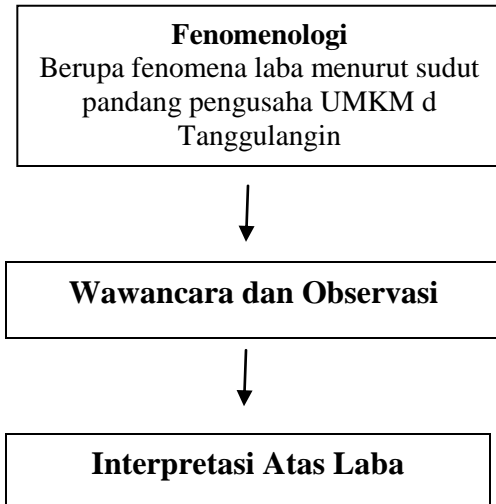 Fenomenologi
Berupa fenomena laba menurut sudut
pandang pengusaha UMKM d
Tanggulangin
Wawancara dan Observasi
Interpretasi Atas Laba